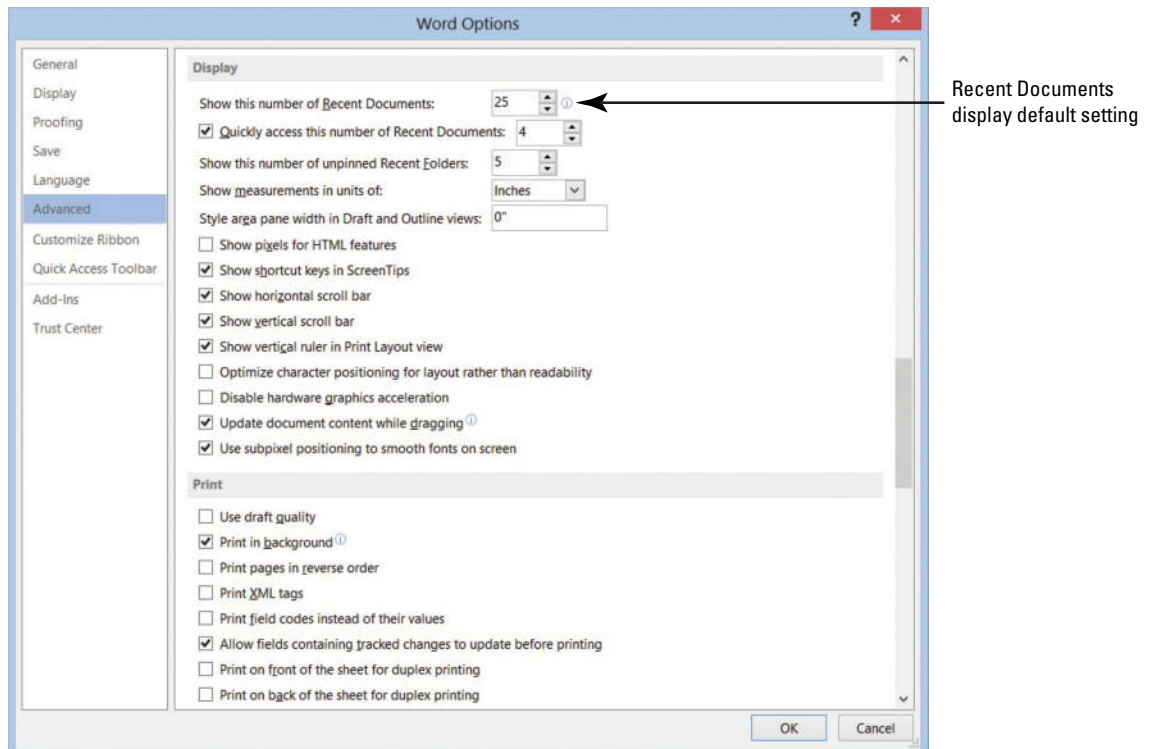 Word Options
?
General
Display
Proofing
Save
Language
Advanced
Customize Ribbon
Quick Access Toolbar
Add-Ins
Trust Center
Display
Show this number of Recent Documents: 25
Quickly access this number of Recent Documents: 4
Show this number of unpinned Recent Folders: 5
Show measurements in units of: Inches
Style area pane width in Draft and Outline views: 0"
Show pixels for HTML features
Show shortcut keys in ScreenTips
Show horizontal scroll bar
Show vertical scroll bar
Show vertical ruler in Print Layout view
Optimize character positioning for layout rather than readability
Disable hardware graphics acceleration
Update document content while dragging
Use subpixel positioning to smooth fonts on screen
Print
Use draft quality
Print in background
Print pages in reverse order
Print XML tags
Print field codes instead of their values
Allow fields containing tracked changes to update before printing
Print on front of the sheet for duplex printing
Print on back of the sheet for duplex printing
OK
Cancel
Recent Documents
display default setting